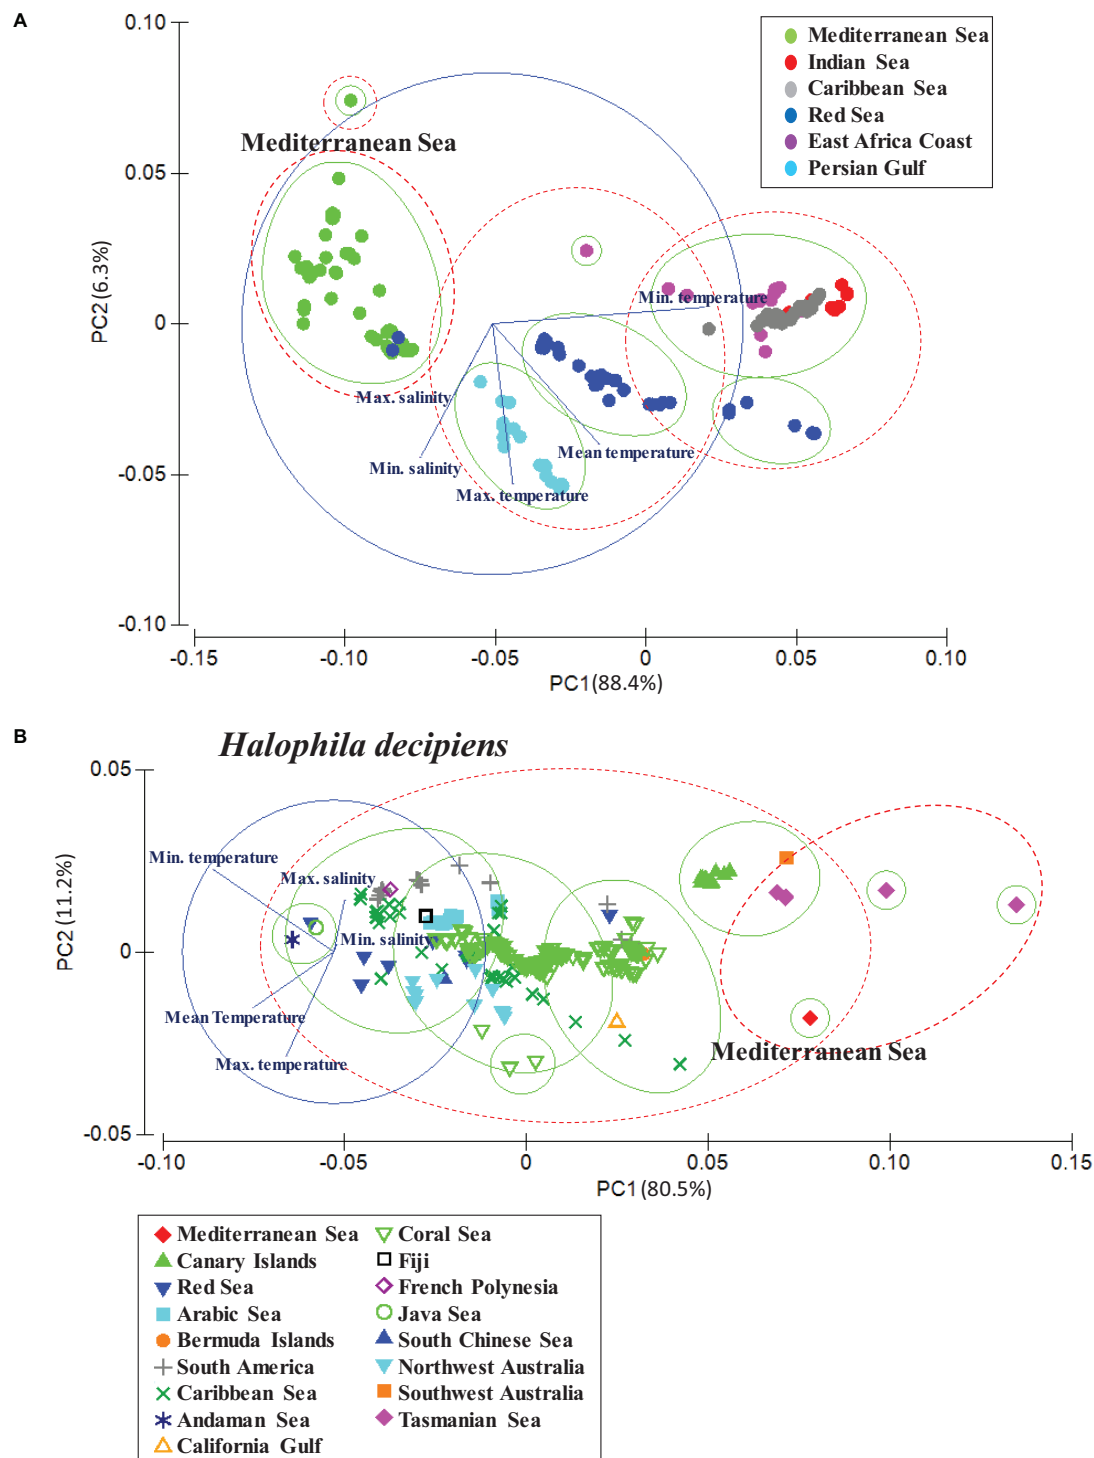 A
0.10
0.05
0
-0.05
-0.10
PC2 (6.3%)
Mediterranean Sea
Mediterranean Sea
Indian Sea
Caribbean Sea
Red Sea
East Africa Coast
Persian Gulf
Min. temperature
Max. salinity
Min. salinity
Mean temperature
Max. temperature
-0.15
-0.10
-0.05
0
0.05
0.10
PC1(88.4%)
B
Halophila decipiens
0.05
0
-0.05
PC2 (11.2%)
Min. temperature
Max. salinity
Min. salinity
Mean Temperature
Max. temperature
Mediterranean Sea
-0.10
-0.05
0
0.05
0.10
0.15
PC1(80.5%)
Mediterranean Sea
Canary Islands
Red Sea
Arabic Sea
Bermuda Islands
South America
Caribbean Sea
Andaman Sea
California Gulf
Coral Sea
Fiji
French Polynesia
Java Sea
South Chinese Sea
Northwest Australia
Southwest Australia
Tasmanian Sea